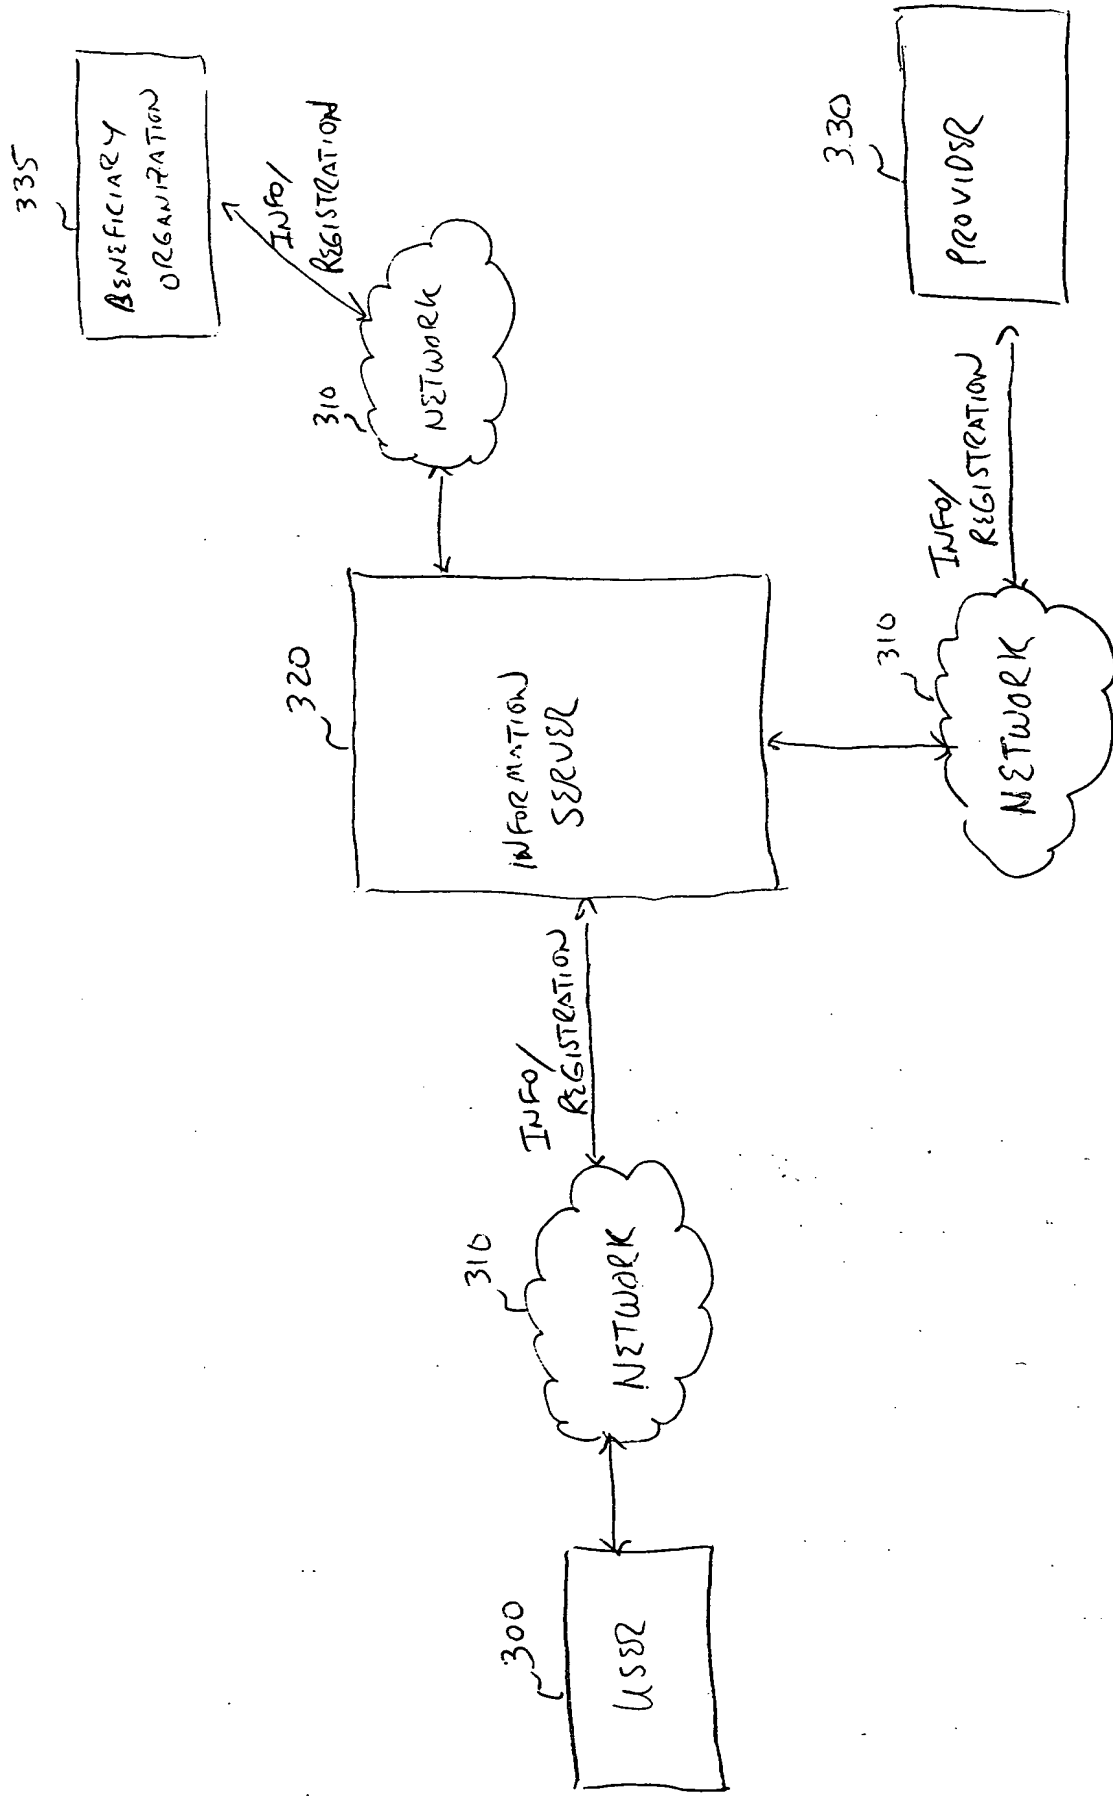 300
USER
310
NETWORK
INFO/
REGISTRATION
320
INFORMATION
SERVER
310
NETWORK
INFO/
REGISTRATION
335
BENEFICIARY
ORGANIZATION
310
NETWORK
INFO/
REGISTRATION
330
PROVIDER